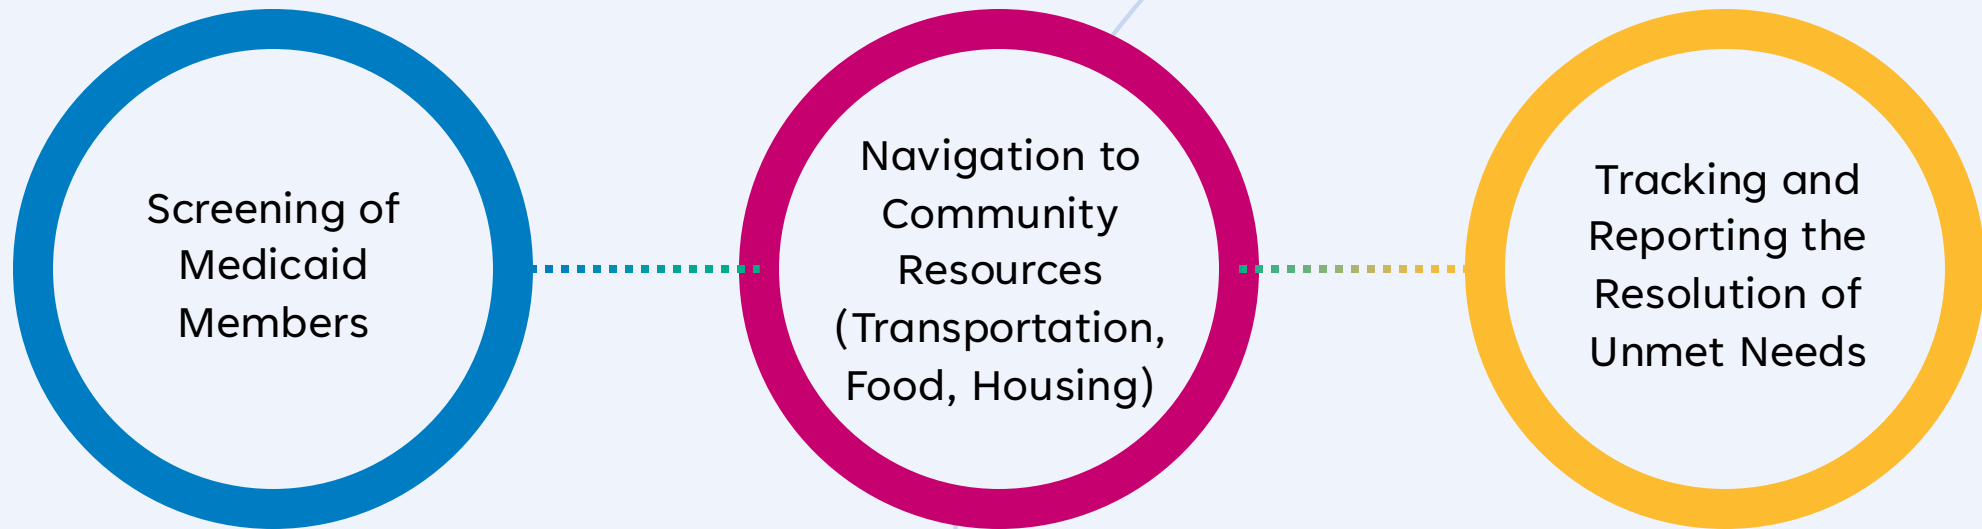 Screening of
Medicaid
Members
Navigation to
Community
Resources
(Transportation,
Food, Housing)
Tracking and
Reporting the
Resolution of
Unmet Needs